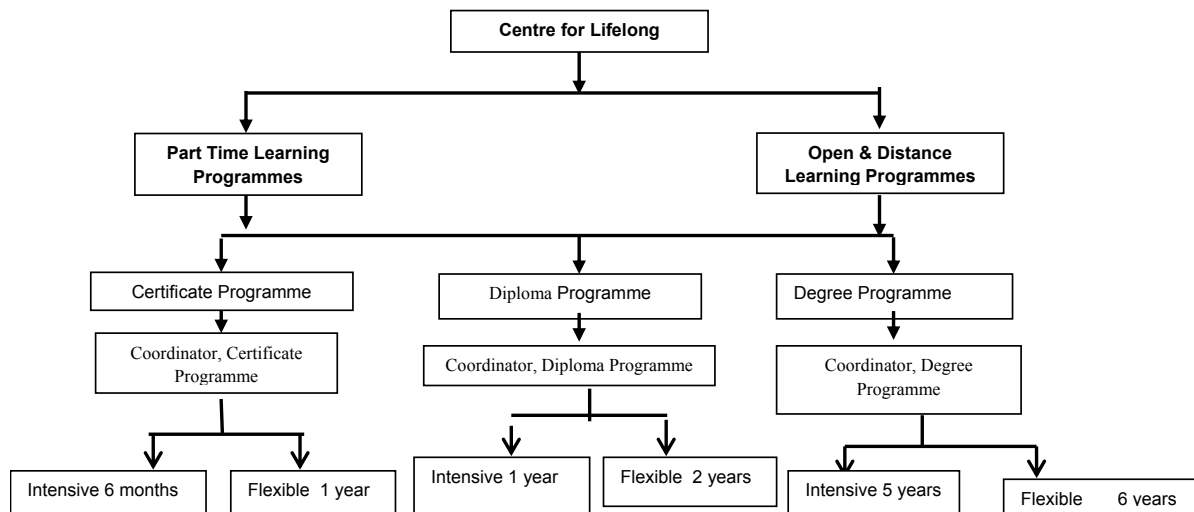 Centre for Lifelong
Part Time Learning
Programmes
Open & Distance
Learning Programmes
Certificate Programme
Diploma Programme
Degree Programme
Coordinator, Certificate
Programme
Coordinator, Diploma Programme
Coordinator, Degree
Programme
Intensive 6 months
Flexible 1 year
Intensive 1 year
Flexible 2 years
Intensive 5 years
Flexible 6 years